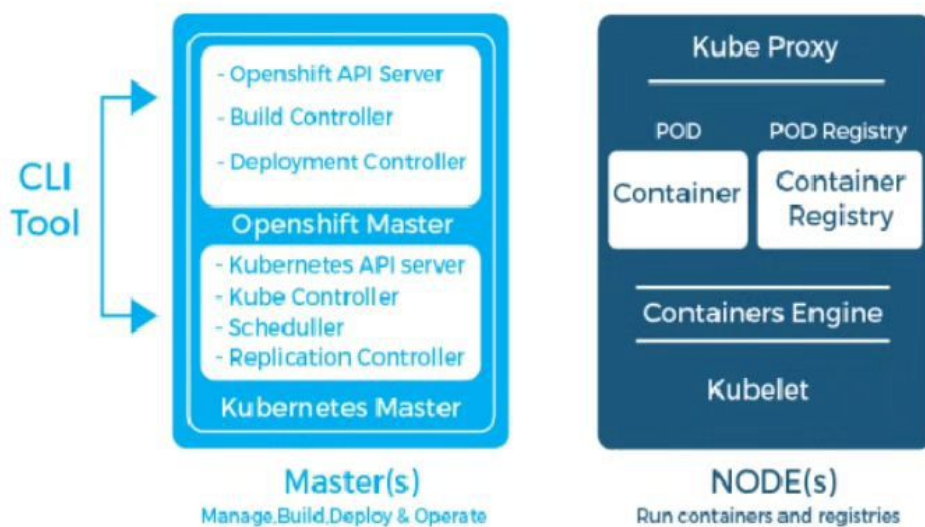 CLI
Tool
- Openshift API Server
- Build Controller
- Deployment Controller
Openshift Master
- Kubernetes API server
- Kube Controller
- Scheduller
- Replication Controller
Kubernetes Master
Master(s)
Manage,Build,Deploy & Operate
Kube Proxy
POD
POD Registry
Container
Container
Registry
Containers Engine
Kubelet
NODE(s)
Run containers and registries